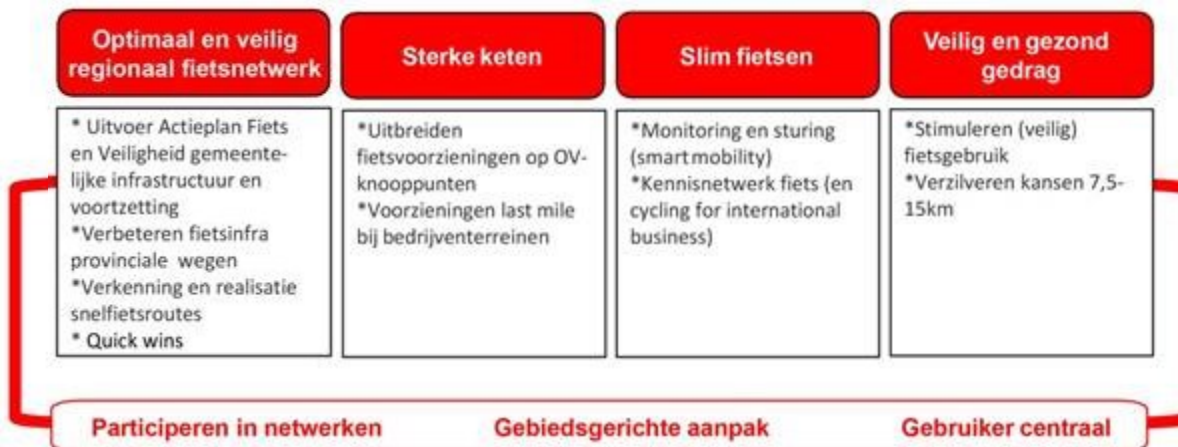 Optimaal en veilig
regionaal fietsnetwerk
* Uitvoer Actieplan Fiets
en Veiligheid gemeente-
lijke infrastructuur en
voortzetting
*Verbeteren fietsinfra
provinciale wegen
*Verkenning en realisatie
snelfietsroutes
* Quick wins
Sterke keten
*Uitbreiden
fietsvoorzieningen op OV-
knooppunten
*Voorzieningen last mile
bij bedrijventerreinen
Slim fietsen
*Monitoring en sturing
(smart mobility)
*Kennisnetwerk fiets (en
cycling for international
business)
Veilig en gezond
gedrag
*Stimuleren (veilig)
fietsgebruik
*Verzilveren kansen 7,5-
15km
Participeren in netwerken Gebiedsgerichte aanpak Gebruiker centraal